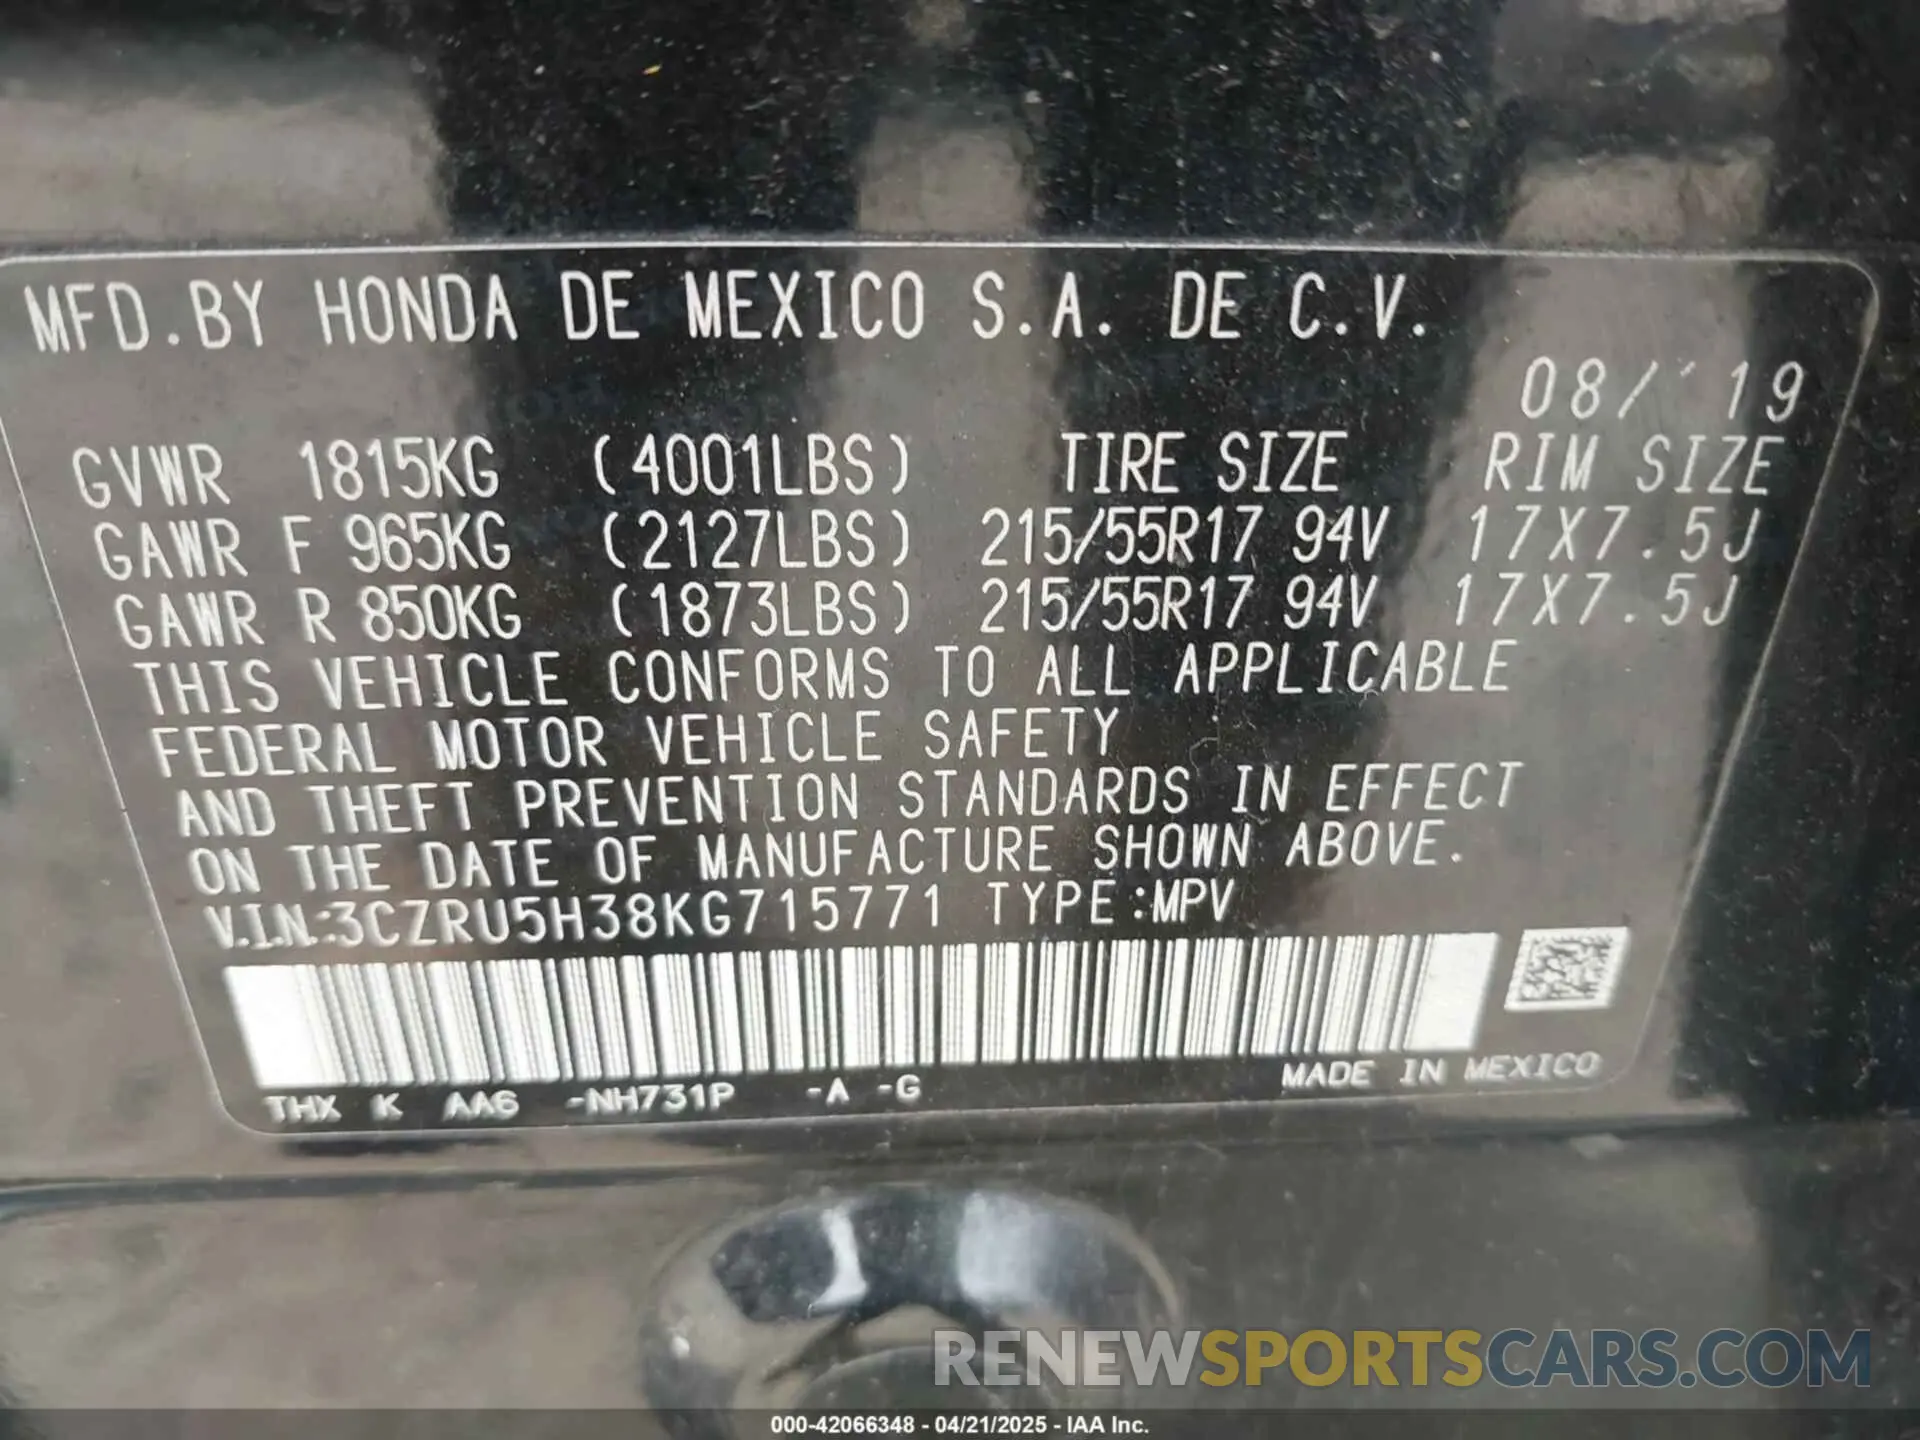 MFD.BY HONDA DE MEXICO S.A. DE C.V.
08/'19
GVWR 1815KG (4001LBS) TIRE SIZE RIM SIZE
GAWR F 965KG (2127LBS) 215/55R17 94V 17X7.5J
GAWR R 850KG (1873LBS) 215/55R17 94V 17X7.5J
THIS VEHICLE CONFORMS TO ALL APPLICABLE
FEDERAL MOTOR VEHICLE SAFETY
AND THEFT PREVENTION STANDARDS IN EFFECT
ON THE DATE OF MANUFACTURE SHOWN ABOVE.
V.I.N.:3CZRU5H38KG715771 TYPE:MPV
THX K AA6 -NH731P -A -G MADE IN MEXICO
RENEWSPORTSCARS.COM
000-42066348 - 04/21/2025 - IAA Inc.